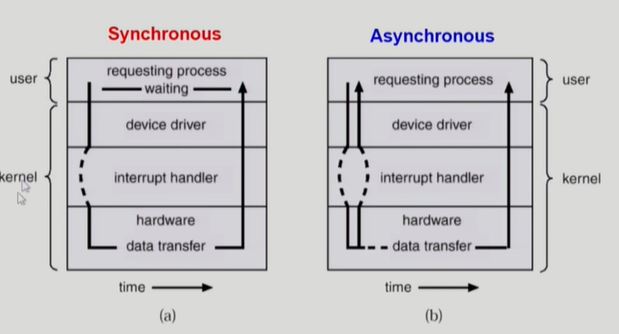 Synchronous
user
requesting process
waiting
device driver
kernel
interrupt handler
hardware
data transfer
time
(a)
Asynchronous
requesting process
user
device driver
interrupt handler
kernel
hardware
data transfer
time
(b)